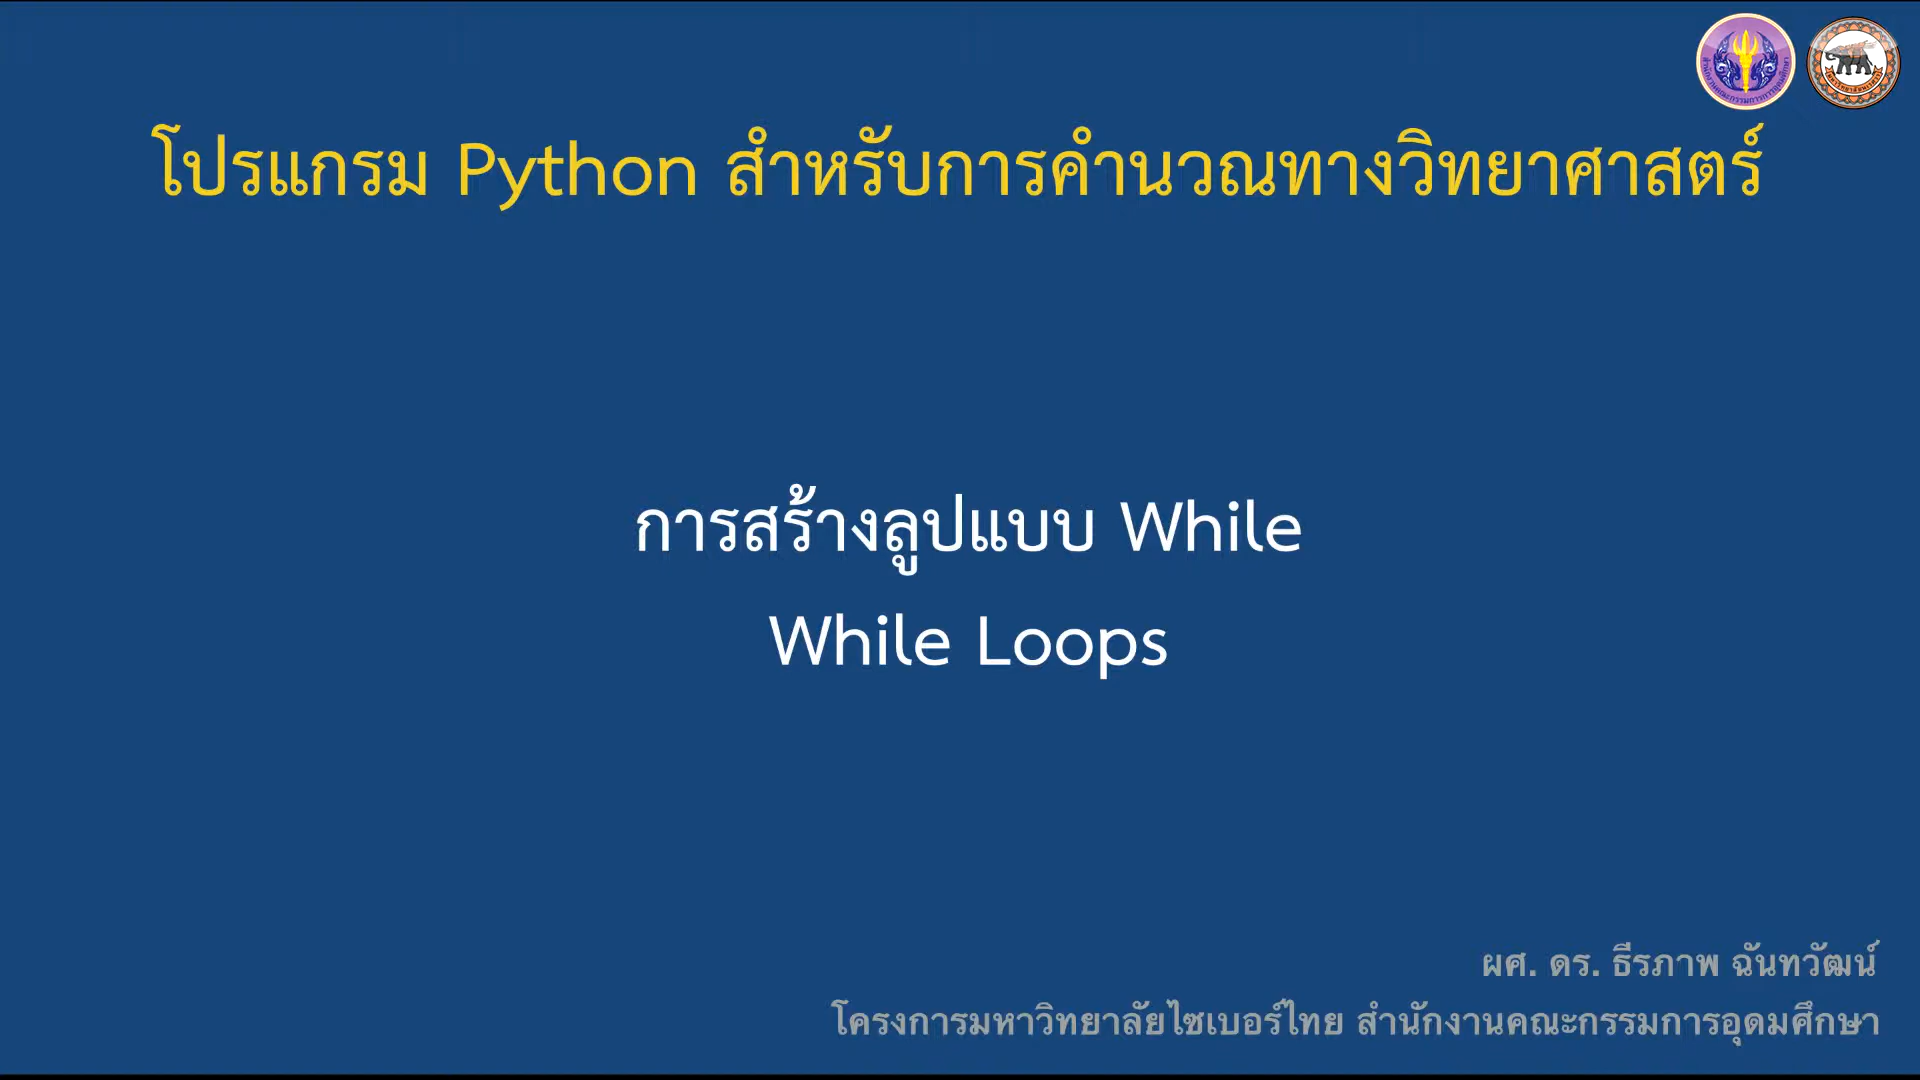 โปรแกรม Python สำหรับการคำนวณทางวิทยาศาสตร์
การสร้างลูปแบบ While
While Loops
ผศ. ดร. ธีรภาพ ฉันทวัฒน์
โครงการมหาวิทยาลัยไซเบอร์ไทย สำนักงานคณะกรรมการอุดมศึกษา